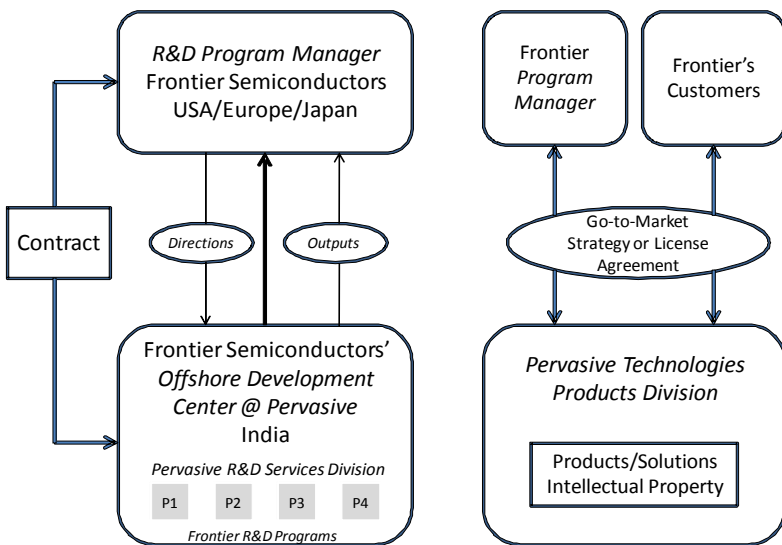 R&D Program Manager
Frontier Semiconductors
USA/Europe/Japan
Contract
Directions
Outputs
Frontier Semiconductors’
Offshore Development
Center @ Pervasive
India
Pervasive R&D Services Division
P1 P2 P3 P4
Frontier R&D Programs
Frontier
Program
Manager
Frontier’s
Customers
Go-to-Market
Strategy or License
Agreement
Pervasive Technologies
Products Division
Products/Solutions
Intellectual Property